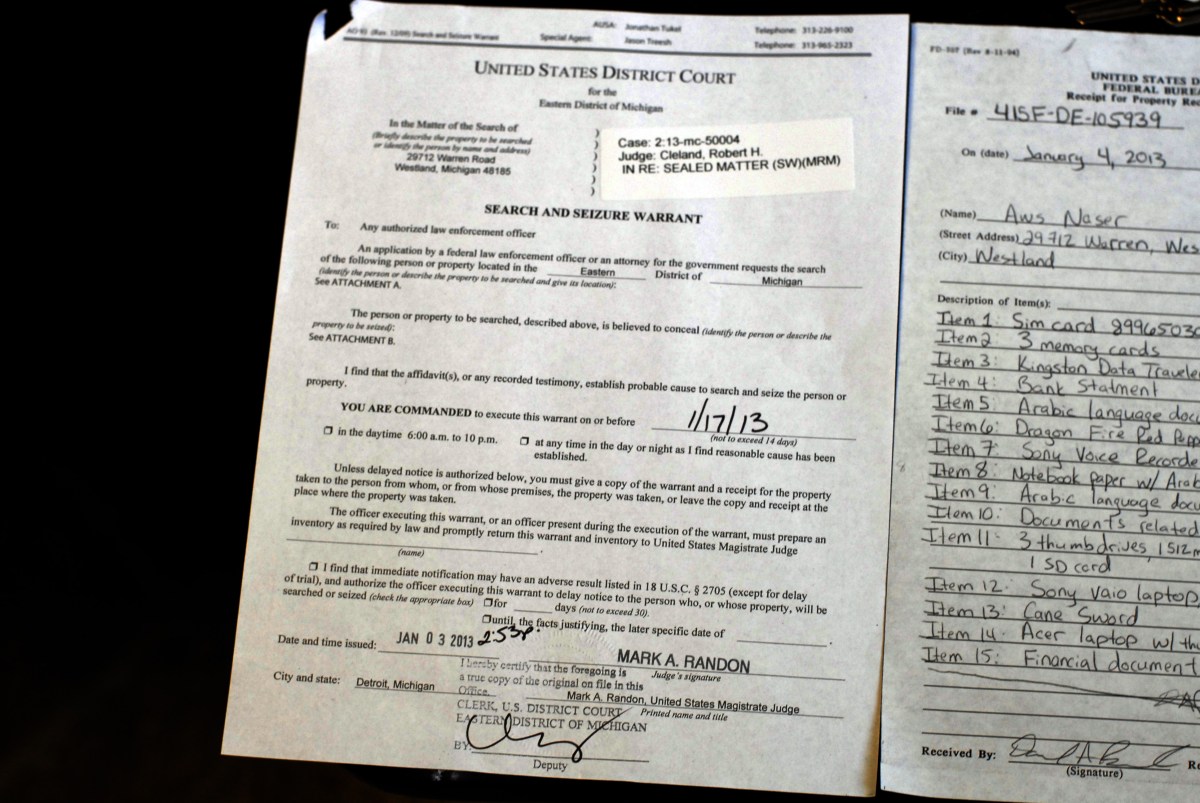 AUSA: Jonathan Tukel Telephone: 313-226-9100
AO 93 (Rev. 12/09) Search and Seizure Warrant Special Agent: Jason Treesh Telephone: 313-965-2323
UNITED STATES DISTRICT COURT
for the
Eastern District of Michigan
In the Matter of the Search of
(Briefly describe the property to be searched
or identify the person by name and address)
29712 Warren Road
Westland, Michigan 48185
)
)
)
)
)
Case: 2:13-mc-50004
Judge: Cleland, Robert H.
IN RE: SEALED MATTER (SW)(MRM)
SEARCH AND SEIZURE WARRANT
To: Any authorized law enforcement officer
An application by a federal law enforcement officer or an attorney for the government requests the search
of the following person or property located in the Eastern District of Michigan
(identify the person or describe the property to be searched and give its location):
See ATTACHMENT A.
The person or property to be searched, described above, is believed to conceal (identify the person or describe the
property to be seized):
See ATTACHMENT B.
I find that the affidavit(s), or any recorded testimony, establish probable cause to search and seize the person or
property.
YOU ARE COMMANDED to execute this warrant on or before 1/17/13
(not to exceed 14 days)
in the daytime 6:00 a.m. to 10 p.m. at any time in the day or night as I find reasonable cause has been
established.
Unless delayed notice is authorized below, you must give a copy of the warrant and a receipt for the property
taken to the person from whom, or from whose premises, the property was taken, or leave the copy and receipt at the
place where the property was taken.
The officer executing this warrant, or an officer present during the execution of the warrant, must prepare an
inventory as required by law and promptly return this warrant and inventory to United States Magistrate Judge
.
(name)
I find that immediate notification may have an adverse result listed in 18 U.S.C. § 2705 (except for delay
of trial), and authorize the officer executing this warrant to delay notice to the person who, or whose property, will be
searched or seized (check the appropriate box) for days (not to exceed 30).
until, the facts justifying, the later specific date of .
Date and time issued: JAN 03 2013 2:53p. MARK A. RANDON
I hereby certify that the foregoing is Judge's signature
a true copy of the original on file in this
Office.
City and state: Detroit, Michigan Mark A. Randon, United States Magistrate Judge
CLERK, U.S. DISTRICT COURT Printed name and title
EASTERN DISTRICT OF MICHIGAN
BY:
Deputy
FD-597 (Rev 8-11-94)
UNITED STATES D
FEDERAL BUREA
Receipt for Property Re
File # 415F-DE-105939
On (date) January 4, 2013
(Name) Aws Naser
(Street Address) 29712 Warren, Wes
(City) Westland
Description of Item(s):
Item 1: Sim card 89965030
Item 2 3 memory cards
Item 3: Kingston Data Travele
Item 4: Bank Statment
Item 5 Arabic language docu
Item 6: Dragon Fire Red Pepp
Item 7 Sony Voice Recorde
Item 8: Notebook paper w/ Arab
Item 9: Arabic language docu
Item 10: Documents related
Item 11: 3 thumbdrives, 1 512 m
1 SD card
Item 12: Sony Vaio laptop
Item 13: Cane Sword
Item 14: Acer laptop w/ th
Item 15: Financial document
Received By:
(Signature)
Re